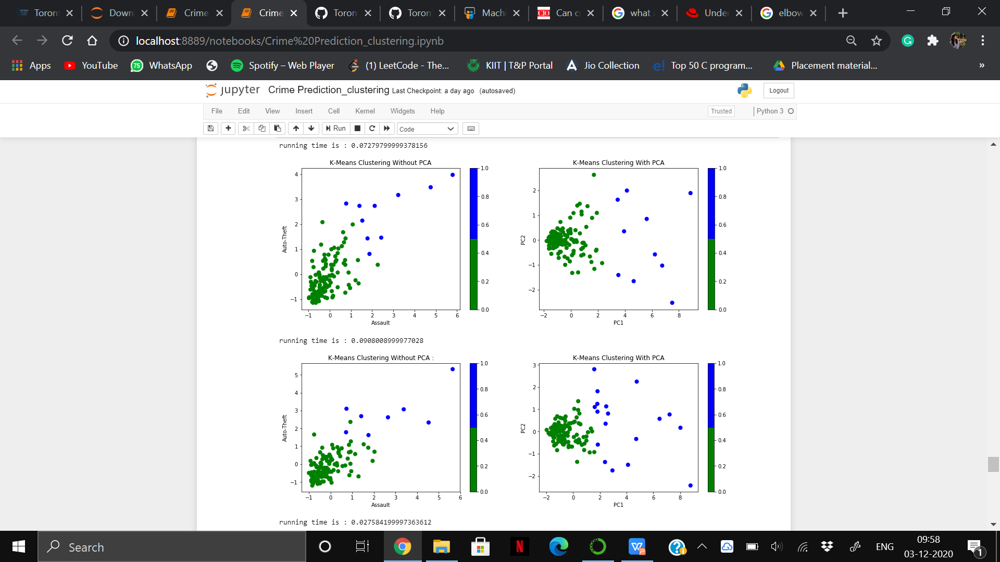 Toron
Down
Crime
Crime
Toron
Toron
Machi
CIO Can c
what a
Under
elbow
localhost:8889/notebooks/Crime%20Prediction_clustering.ipynb
Apps
YouTube
75 WhatsApp
Spotify – Web Player
(1) LeetCode - The...
KIIT | T&P Portal
Jio Collection
e! Top 50 C program...
Placement material...
»
jupyter Crime Prediction_clustering Last Checkpoint: a day ago (autosaved)
Logout
File Edit View Insert Cell Kernel Widgets Help
Trusted
Python 3
Run
Code
running time is : 0.07279799999378156
K-Means Clustering Without PCA
4
3
2
1
0
−1
Auto-Theft
−1 0 1 2 3 4 5 6
Assault
1.0
0.8
0.6
0.4
0.2
0.0
K-Means Clustering With PCA
2
1
0
−1
−2
PC2
−2 0 2 4 6 8
PC1
1.0
0.8
0.6
0.4
0.2
0.0
running time is : 0.0908008999977028
K-Means Clustering Without PCA :
5
4
3
2
1
0
−1
Auto-Theft
−1 0 1 2 3 4 5 6
Assault
1.0
0.8
0.6
0.4
0.2
0.0
K-Means Clustering With PCA
3
2
1
0
−1
−2
PC2
−2 0 2 4 6 8
PC1
1.0
0.8
0.6
0.4
0.2
0.0
running time is : 0.027584199997363612
Search
ENG
09:58
03-12-2020
1